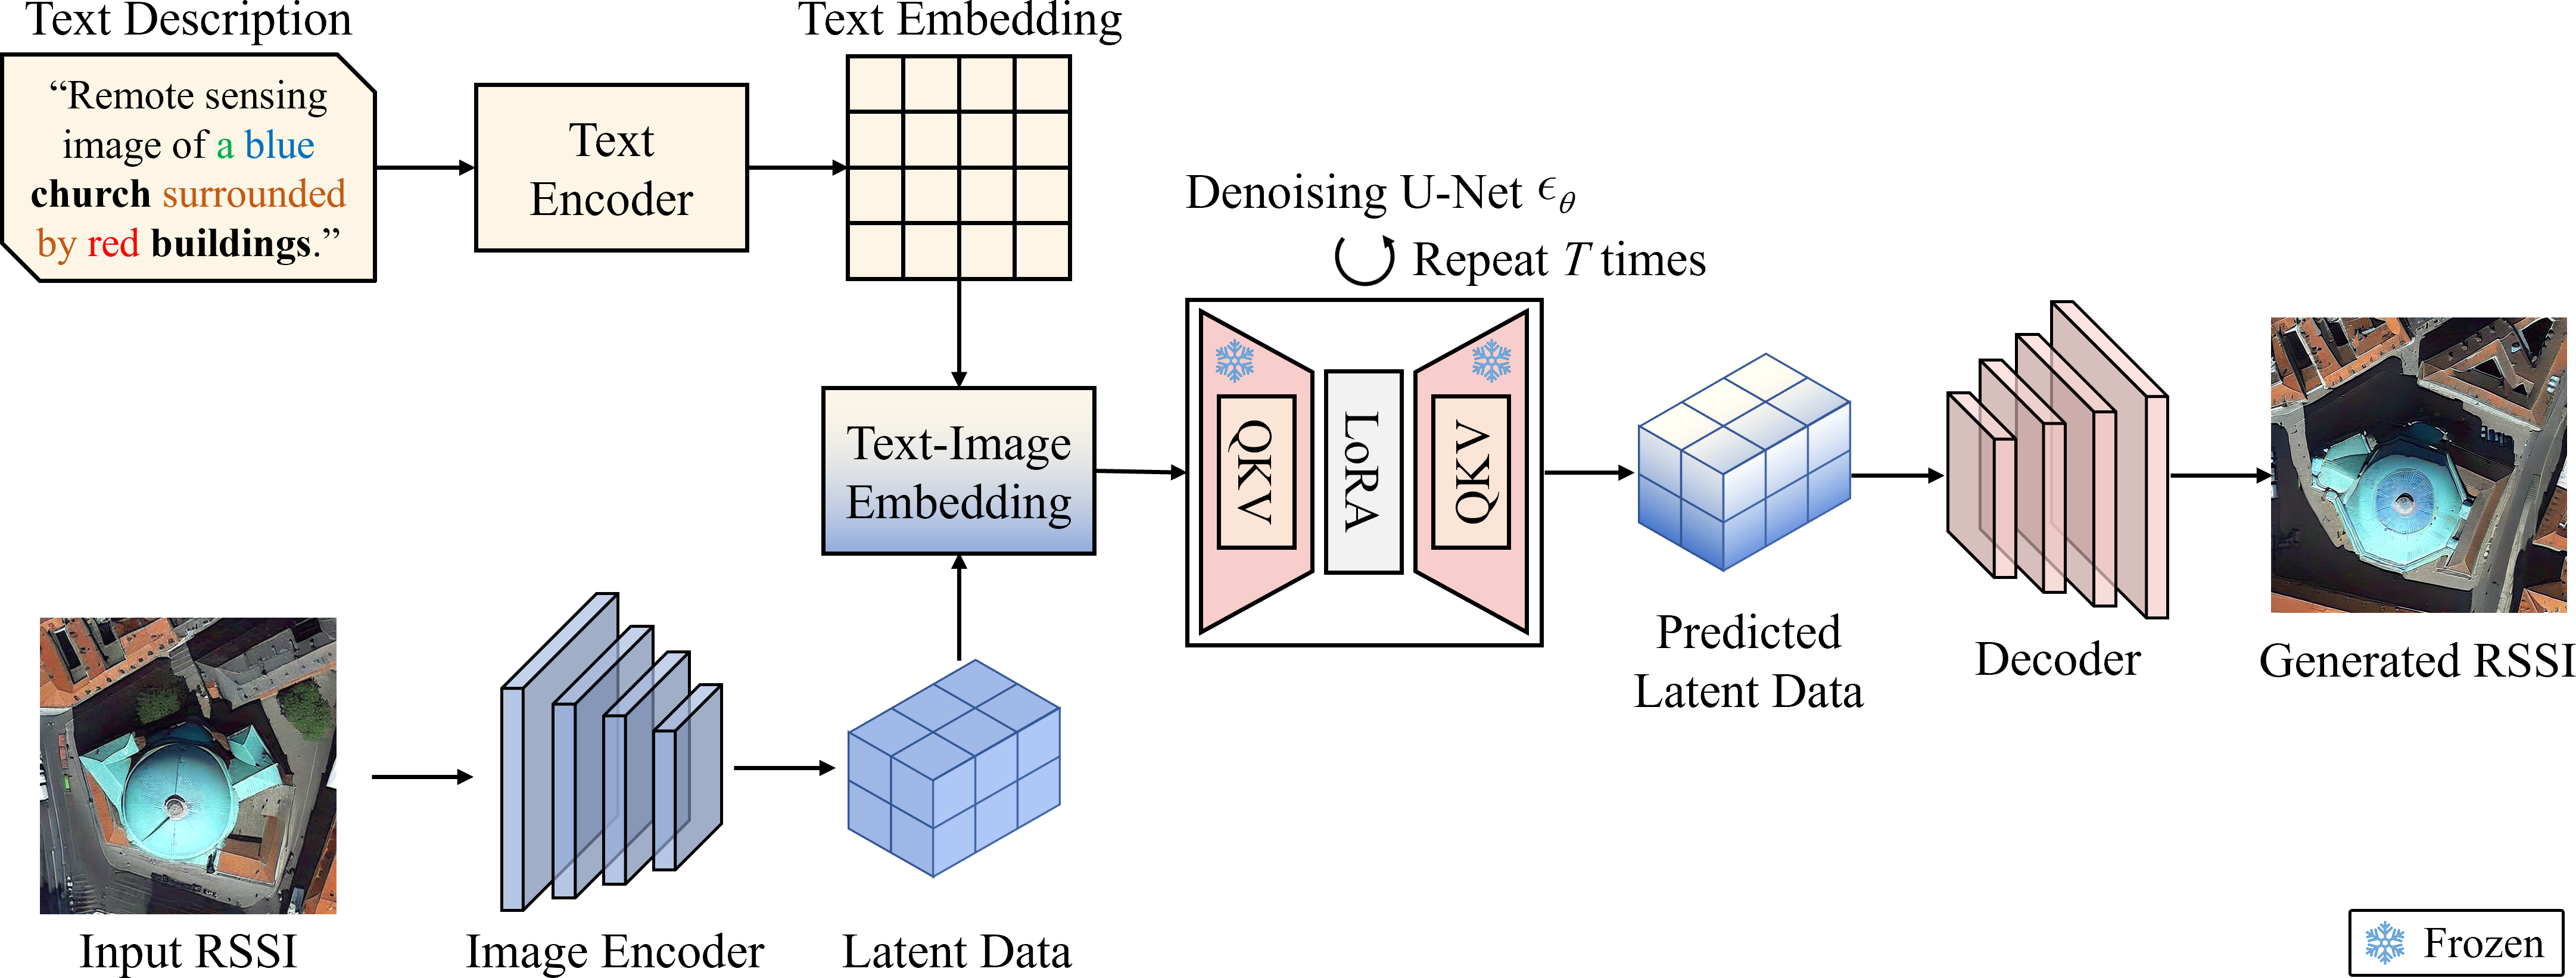 Text Description
“Remote sensing
image of a blue
church surrounded
by red buildings.”
Text
Encoder
Text Embedding
Text-Image
Embedding
Input RSSI
Image Encoder
Latent Data
Denoising U-Net ϵθ
Repeat T times
QKV
LoRA
QKV
Predicted
Latent Data
Decoder
Generated RSSI
Frozen